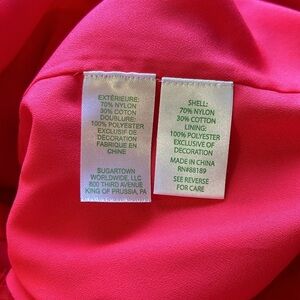 EXTÉRIEURE:
70% NYLON
30% COTON
DOUBLURE:
100% POLYESTER
EXCLUSIF DE
DECORATION
FABRIQUE EN
CHINE
SUGARTOWN
WORLDWIDE, LLC
800 THIRD AVENUE
KING OF PRUSSIA, PA
SHELL:
70% NYLON
30% COTTON
LINING:
100% POLYESTER
EXCLUSIVE OF
DECORATION
MADE IN CHINA
RN#88189
SEE REVERSE
FOR CARE